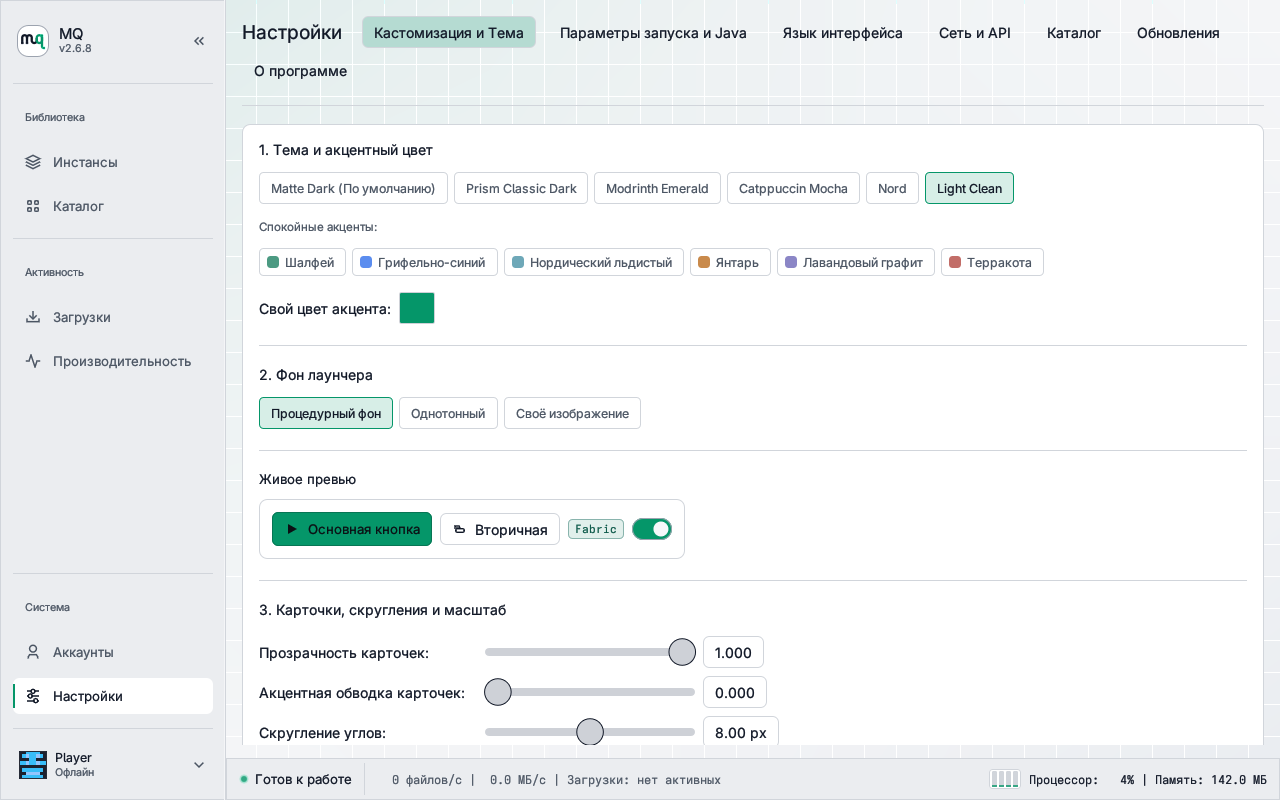 MQ
v2.6.8
Библиотека
Инстансы
Каталог
Активность
Загрузки
Производительность
Система
Аккаунты
Настройки
Player
Офлайн
Настройки Кастомизация и Тема Параметры запуска и Java Язык интерфейса Сеть и API Каталог Обновления
О программе
1. Тема и акцентный цвет
Matte Dark (По умолчанию) Prism Classic Dark Modrinth Emerald Catppuccin Mocha Nord Light Clean
Спокойные акценты:
Шалфей Грифельно-синий Нордический льдистый Янтарь Лавандовый графит Терракота
Свой цвет акцента:
2. Фон лаунчера
Процедурный фон Однотонный Своё изображение
Живое превью
Основная кнопка Вторичная Fabric
3. Карточки, скругления и масштаб
Прозрачность карточек: 1.000
Акцентная обводка карточек: 0.000
Скругление углов: 8.00 px
Готов к работе 0 файлов/с | 0.0 МБ/с | Загрузки: нет активных Процессор: 4% | Память: 142.0 МБ